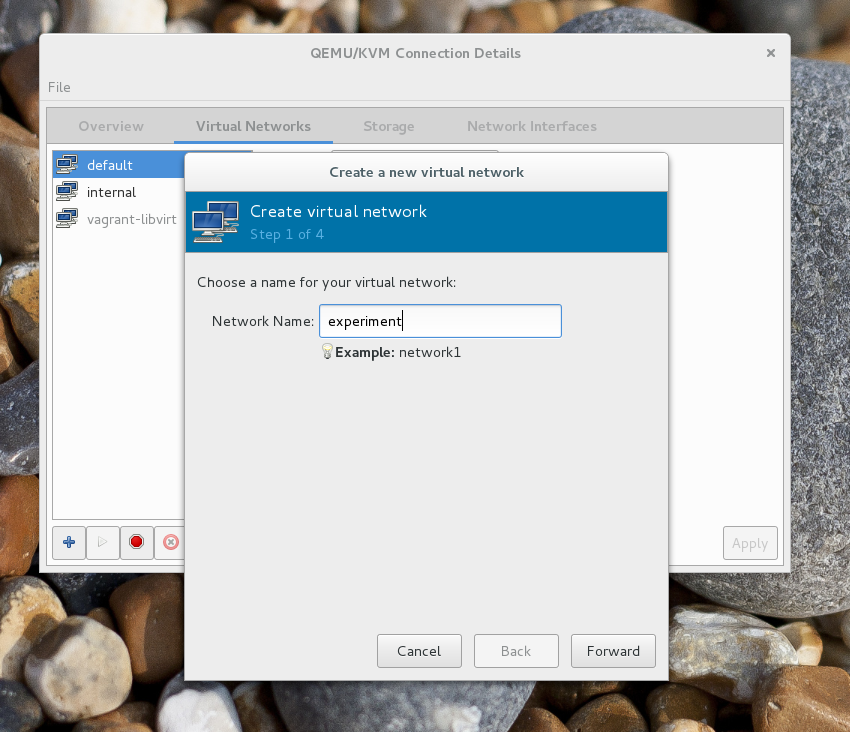 QEMU/KVM Connection Details
File
Overview Virtual Networks Storage Network Interfaces
default
internal
vagrant-libvirt
Create a new virtual network
Create virtual network
Step 1 of 4
Choose a name for your virtual network:
Network Name: experiment
Example: network1
Apply
Cancel Back Forward